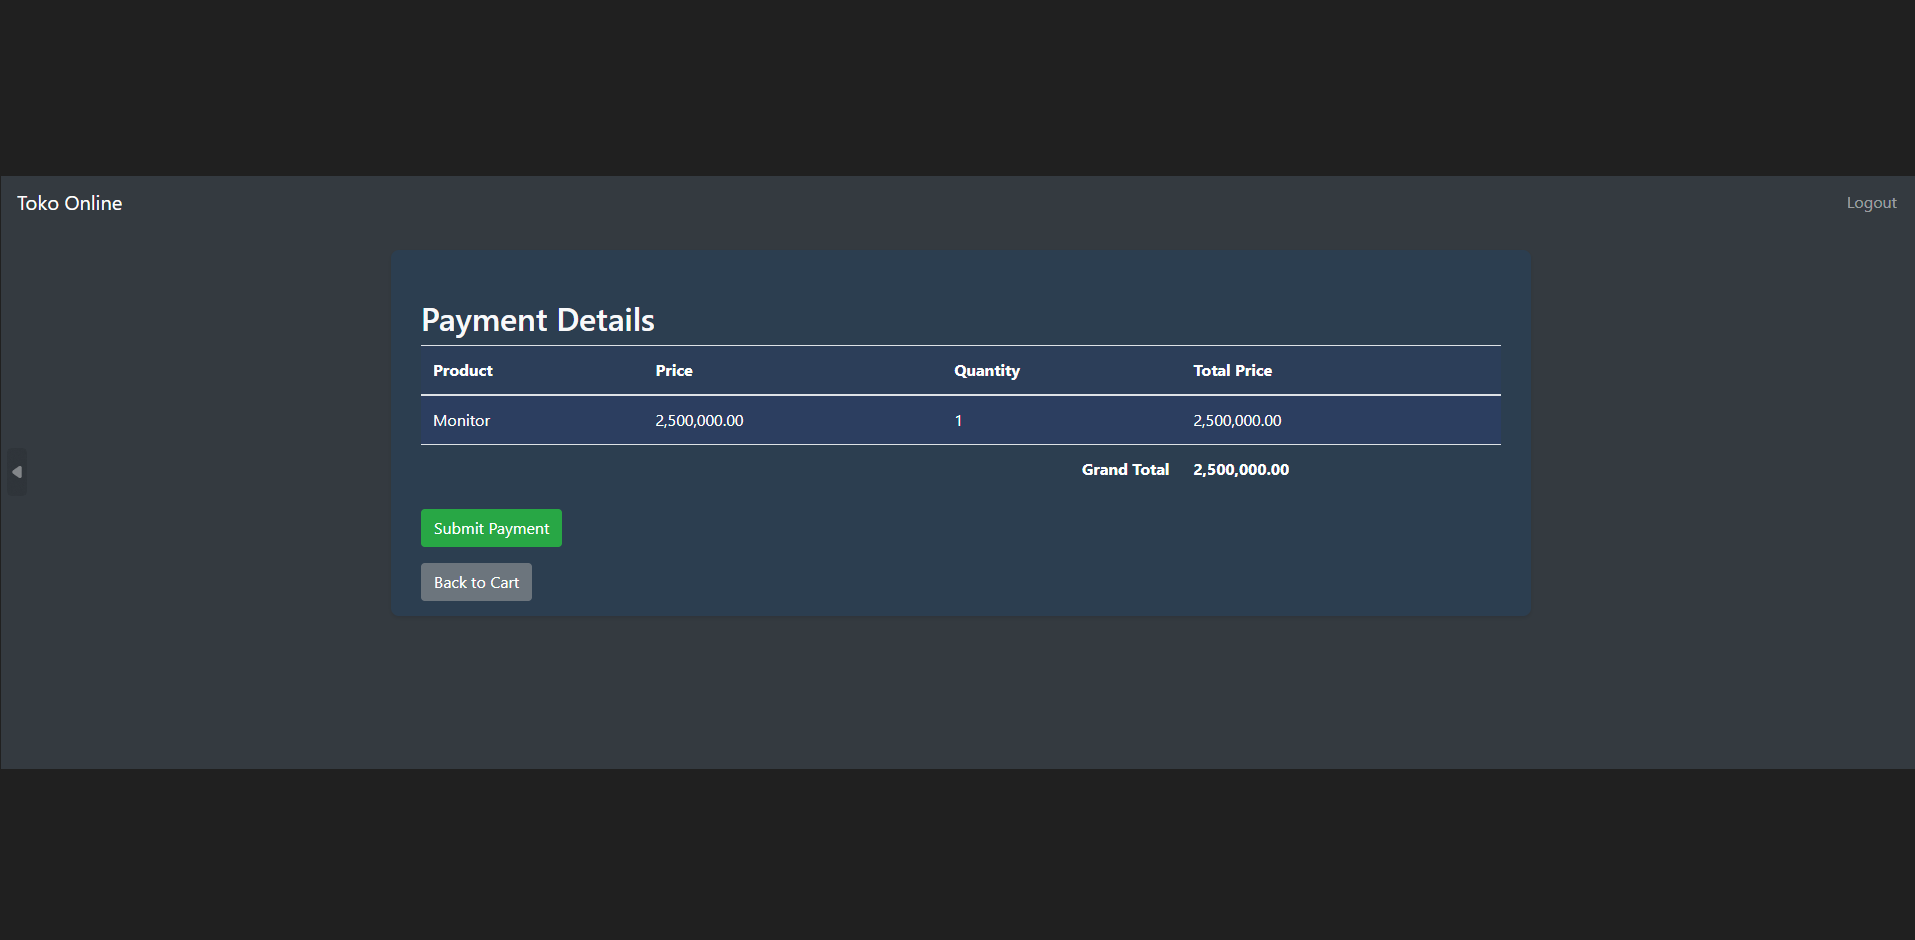 Toko Online Logout
Payment Details
Product Price Quantity Total Price
Monitor 2,500,000.00 1 2,500,000.00
Grand Total 2,500,000.00
Submit Payment
Back to Cart